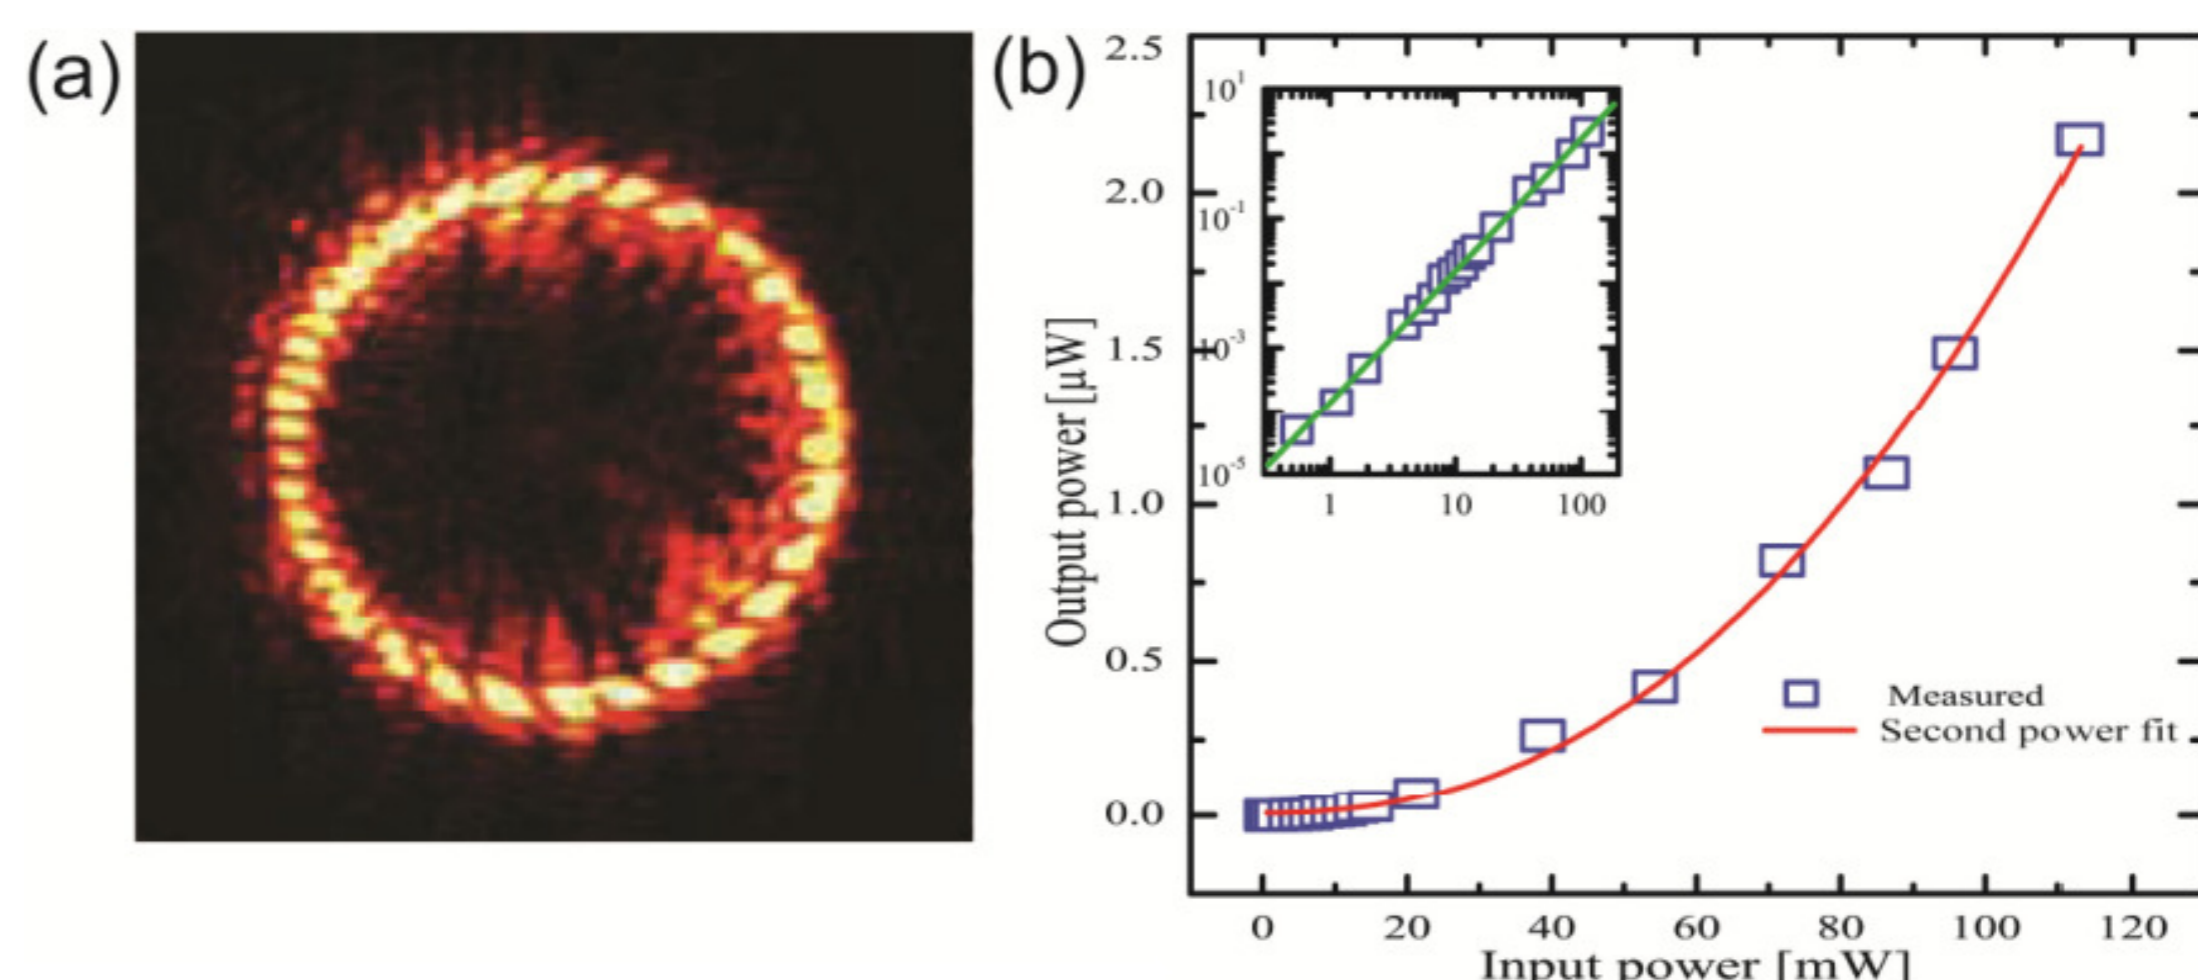 (a)
(b)
2.5
2.0
1.5
1.0
0.5
0.0
Output power [µW]
10¹
10⁻¹
10⁻³
10⁻⁵
1 10 100
Measured
Second power fit
0 20 40 60 80 100 120
Input power [mW]